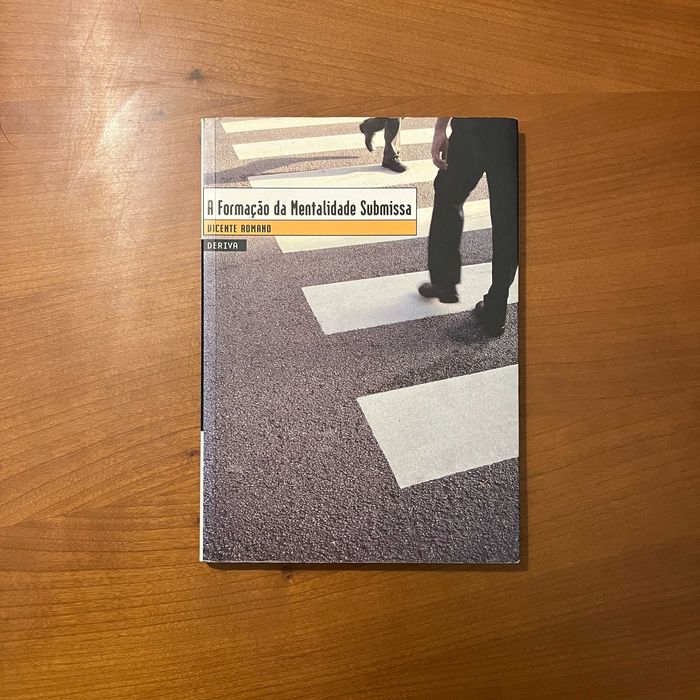 A Formação da Mentalidade Submissa
VICENTE ROMANO
DERIVA